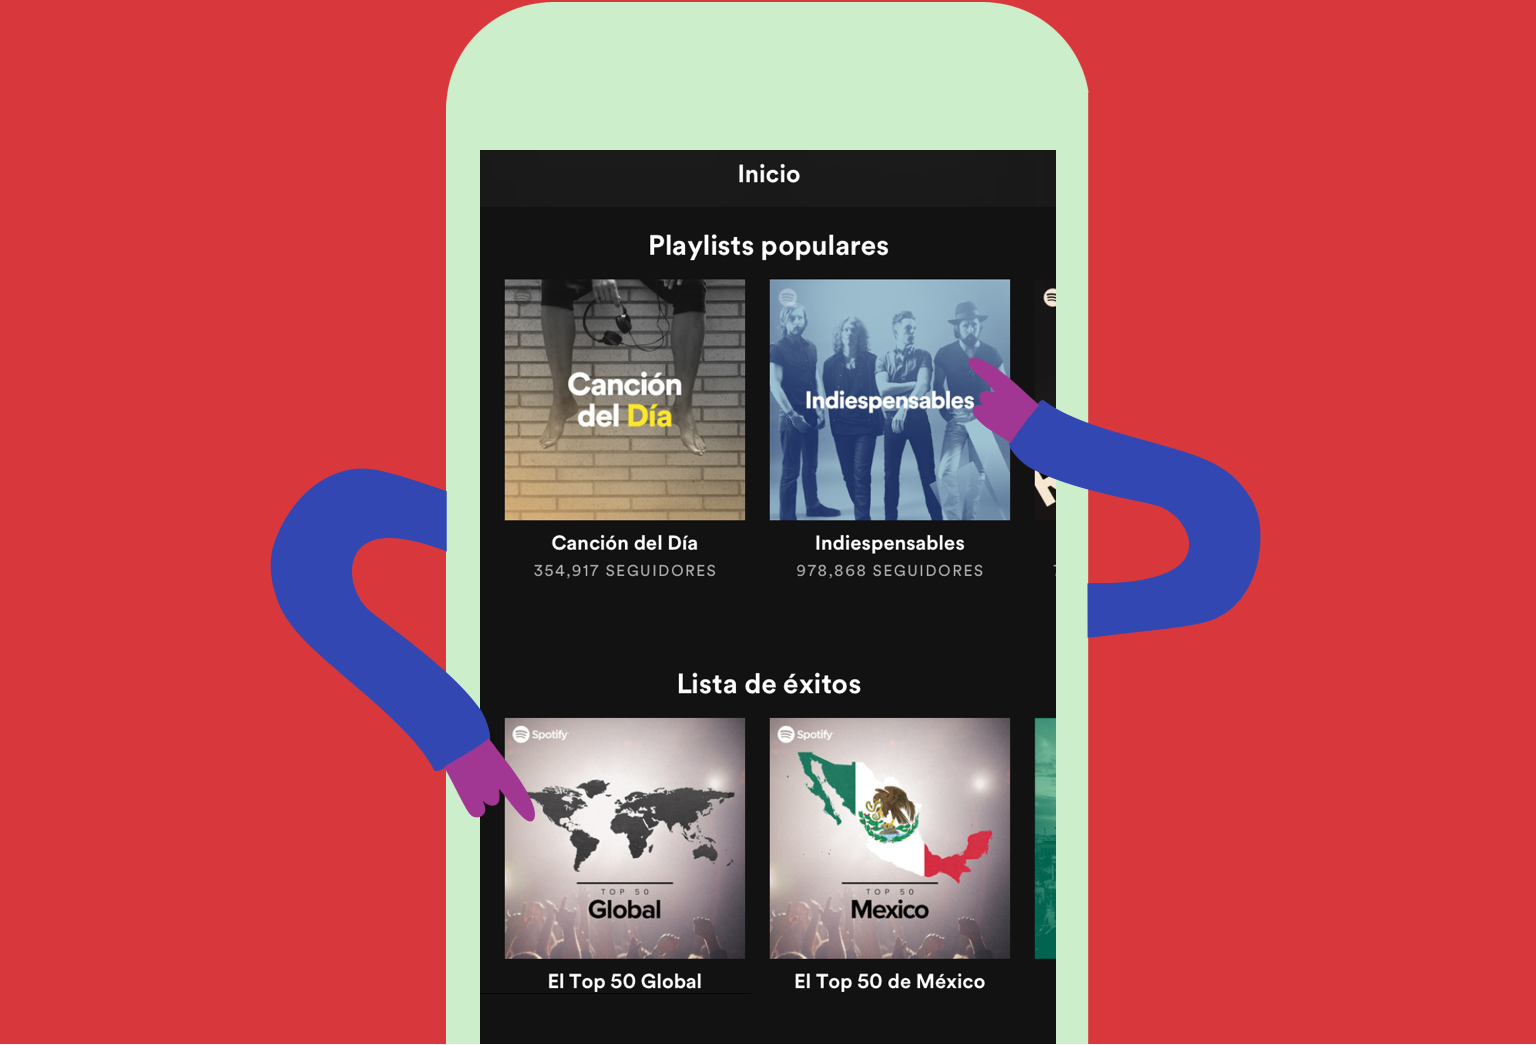 Inicio
Playlists populares
Canción
del Día
Indiespensables
Canción del Día
Indiespensables
354,917 SEGUIDORES
978,868 SEGUIDORES
Lista de éxitos
Spotify
Spotify
TOP 50
Global
TOP 50
Mexico
El Top 50 Global
El Top 50 de México